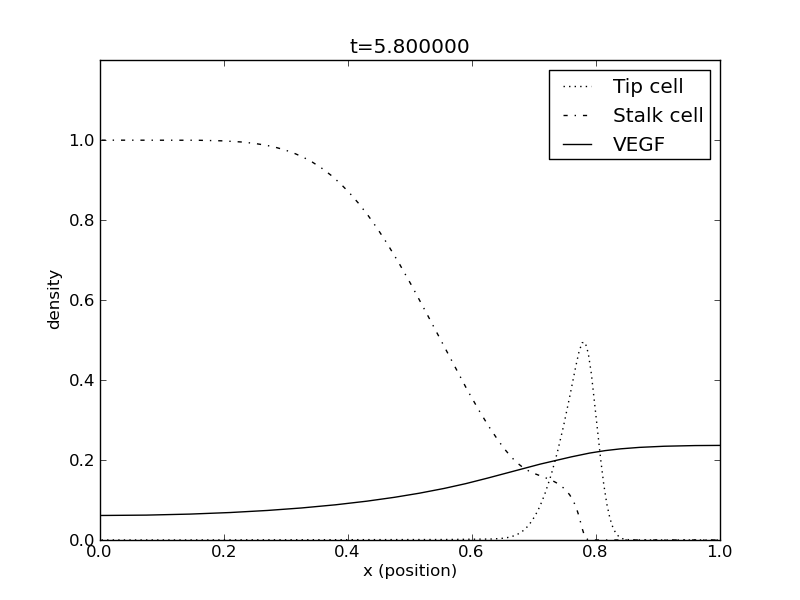 t=5.800000
Tip cell
Stalk cell
VEGF
density
1.0
0.8
0.6
0.4
0.2
0.0
0.0 0.2 0.4 0.6 0.8 1.0
x (position)